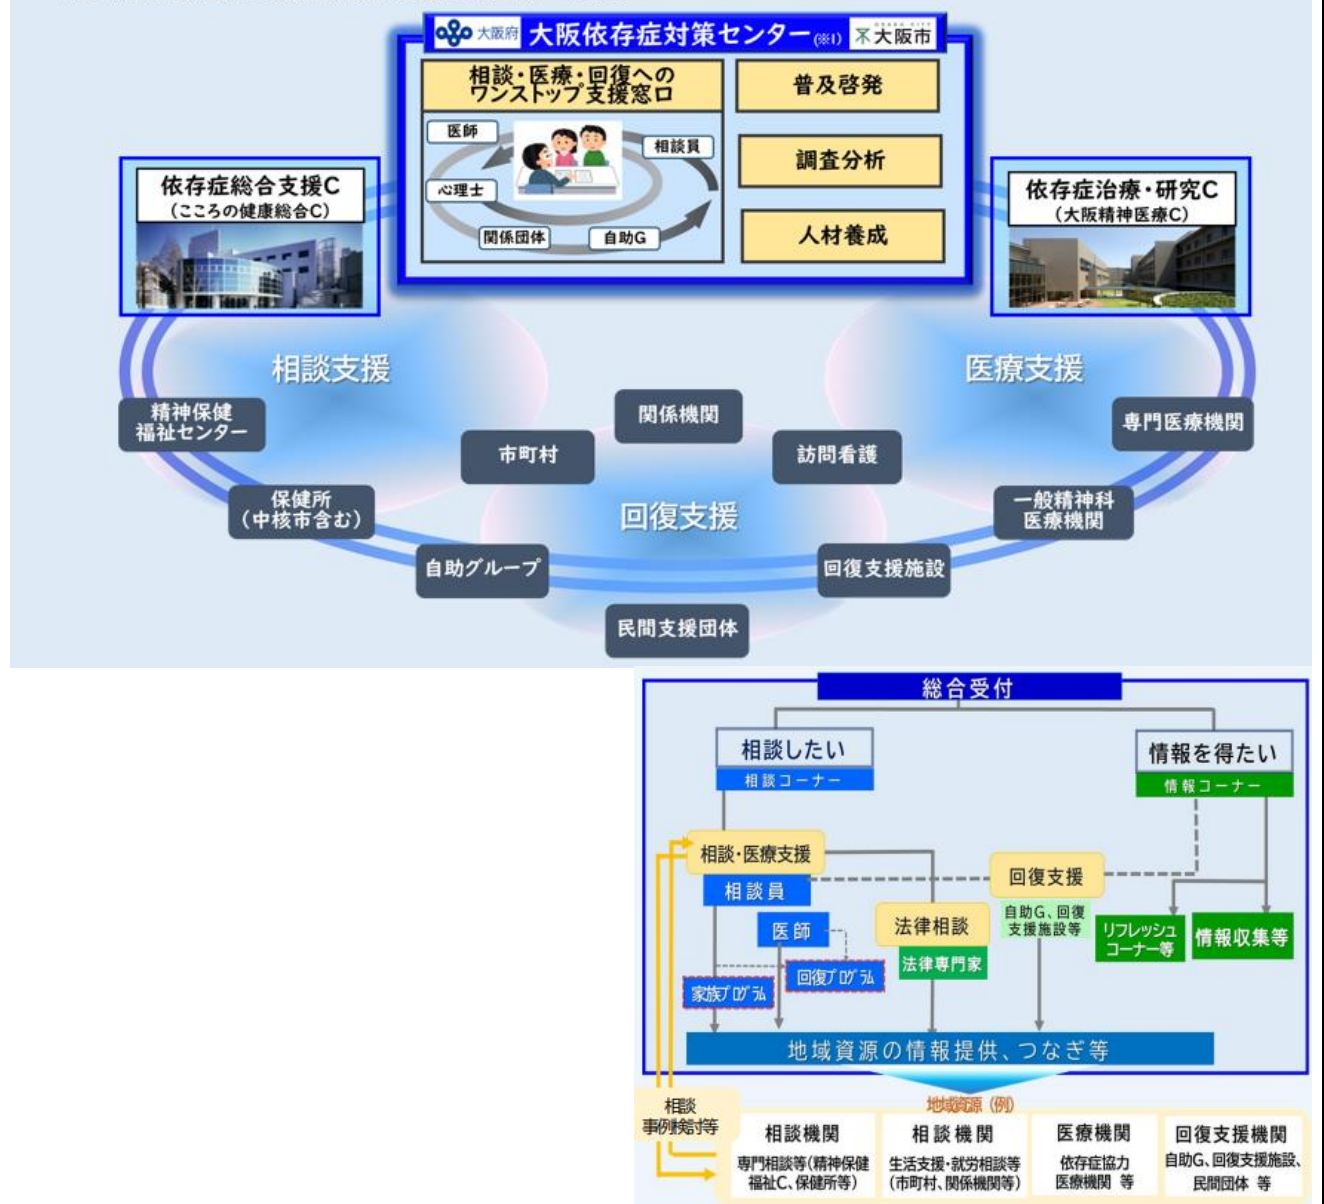 大阪府 大阪依存症対策センター(※1) OSAKA CITY 大阪市
相談・医療・回復への
ワンストップ支援窓口
医師
相談員
心理士
関係団体
自助G
普及啓発
調査分析
人材養成
依存症総合支援C
(こころの健康総合C)
依存症治療・研究C
(大阪精神医療C)
相談支援
医療支援
精神保健
福祉センター
関係機関
専門医療機関
市町村
訪問看護
保健所
(中核市含む)
回復支援
一般精神科
医療機関
自助グループ
回復支援施設
民間支援団体
総合受付
相談したい
相談コーナー
情報を得たい
情報コーナー
相談・医療支援
相談員
回復支援
自助G、回復
支援施設等
医師
法律相談
法律専門家
リフレッシュ
コーナー等
情報収集等
回復プログラム
家族プログラム
地域資源の情報提供、つなぎ等
地域資源(例)
相談
事例検討等
相談機関
専門相談等(精神保健
福祉C、保健所等)
相談機関
生活支援・就労相談等
(市町村、関係機関等)
医療機関
依存症協力
医療機関 等
回復支援機関
自助G、回復支援施設、
民間団体 等